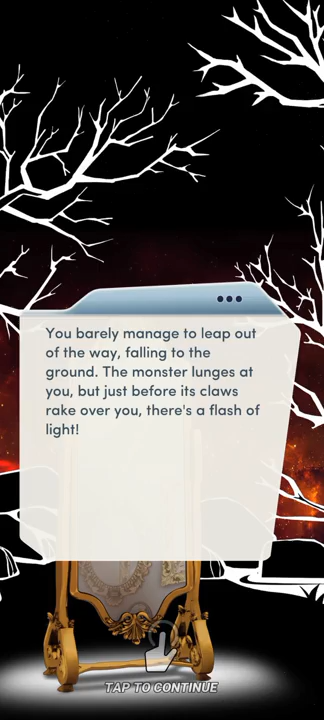 You barely manage to leap out
of the way, falling to the
ground. The monster lunges at
you, but just before its claws
rake over you, there's a flash of
light!
TAP TO CONTINUE